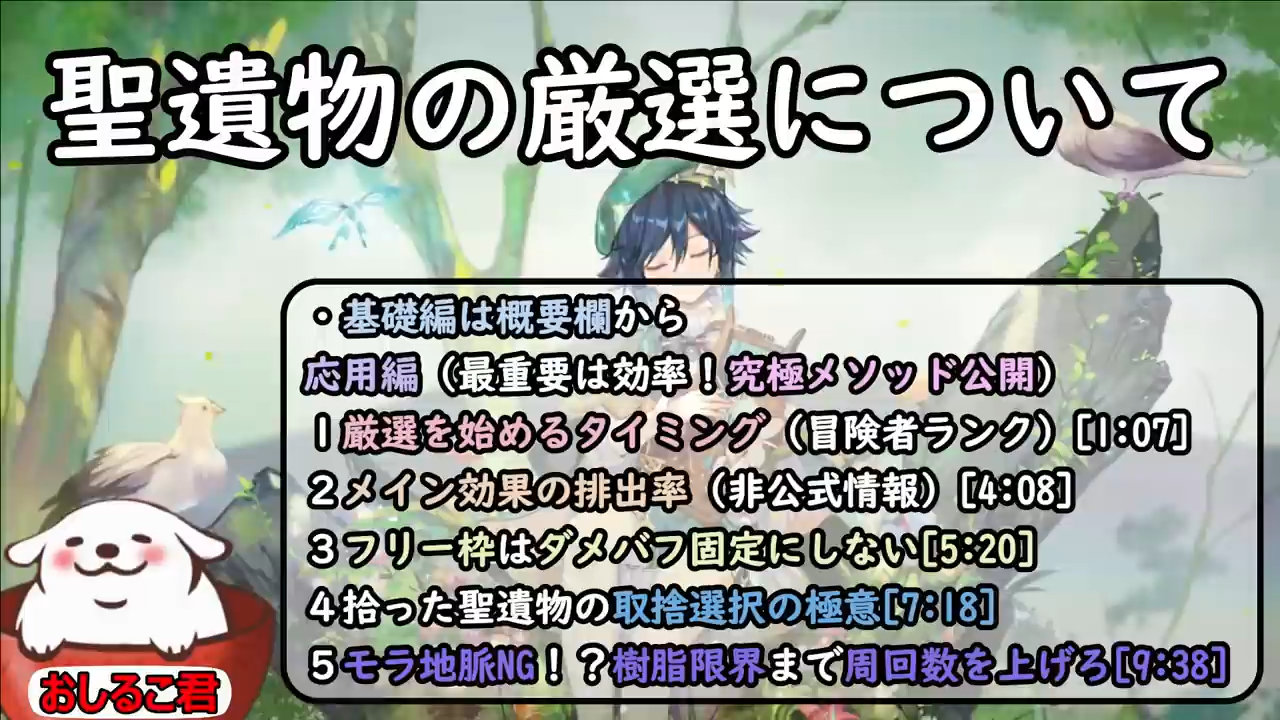 聖遺物の厳選について
・基礎編は概要欄から
応用編（最重要は効率！究極メソッド公開）
1厳選を始めるタイミング（冒険者ランク）[1:07]
2メイン効果の排出率（非公式情報）[4:08]
3フリー枠はダメバフ固定にしない[5:20]
4拾った聖遺物の取捨選択の極意[7:18]
5モラ地脈NG！？樹脂限界まで周回数を上げろ[9:38]
おしるこ君